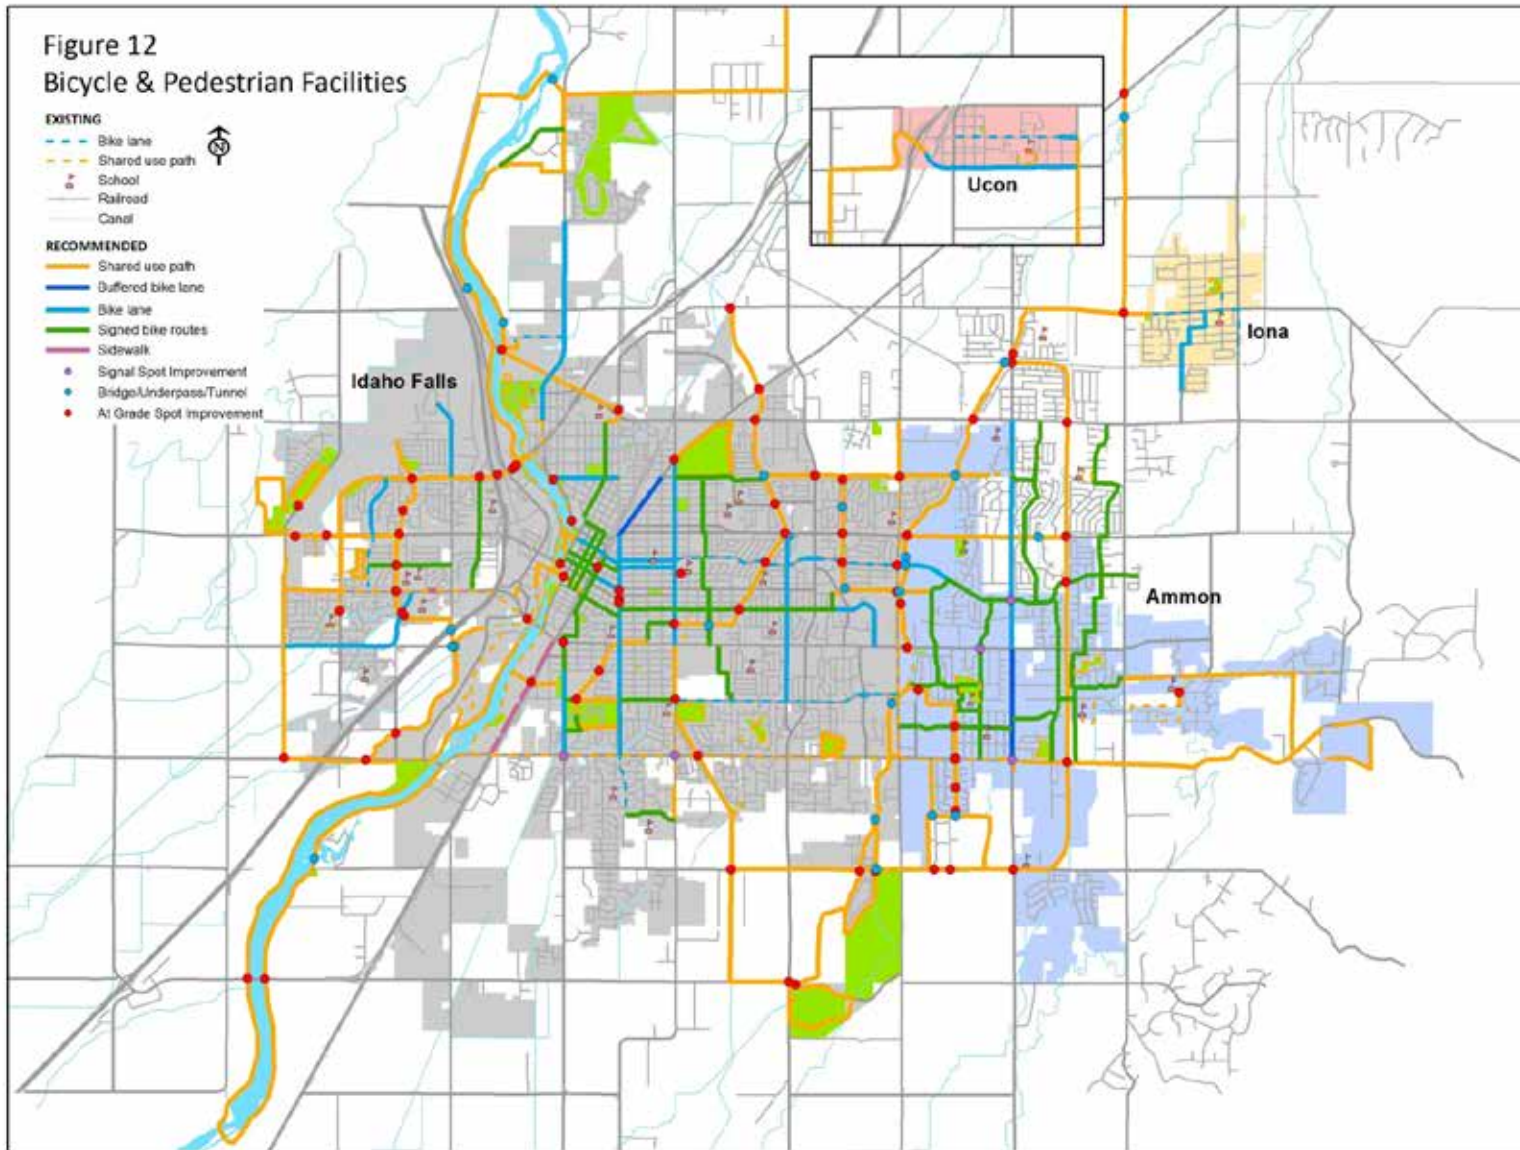 Figure 12
Bicycle & Pedestrian Facilities
EXISTING
Bike lane
Shared use path
School
Railroad
Canal
RECOMMENDED
Shared use path
Buffered bike lane
Bike lane
Signed bike routes
Sidewalk
Signal Spot Improvement
Bridge/Underpass/Tunnel
At Grade Spot Improvement
N
Ucon
Iona
Idaho Falls
Ammon